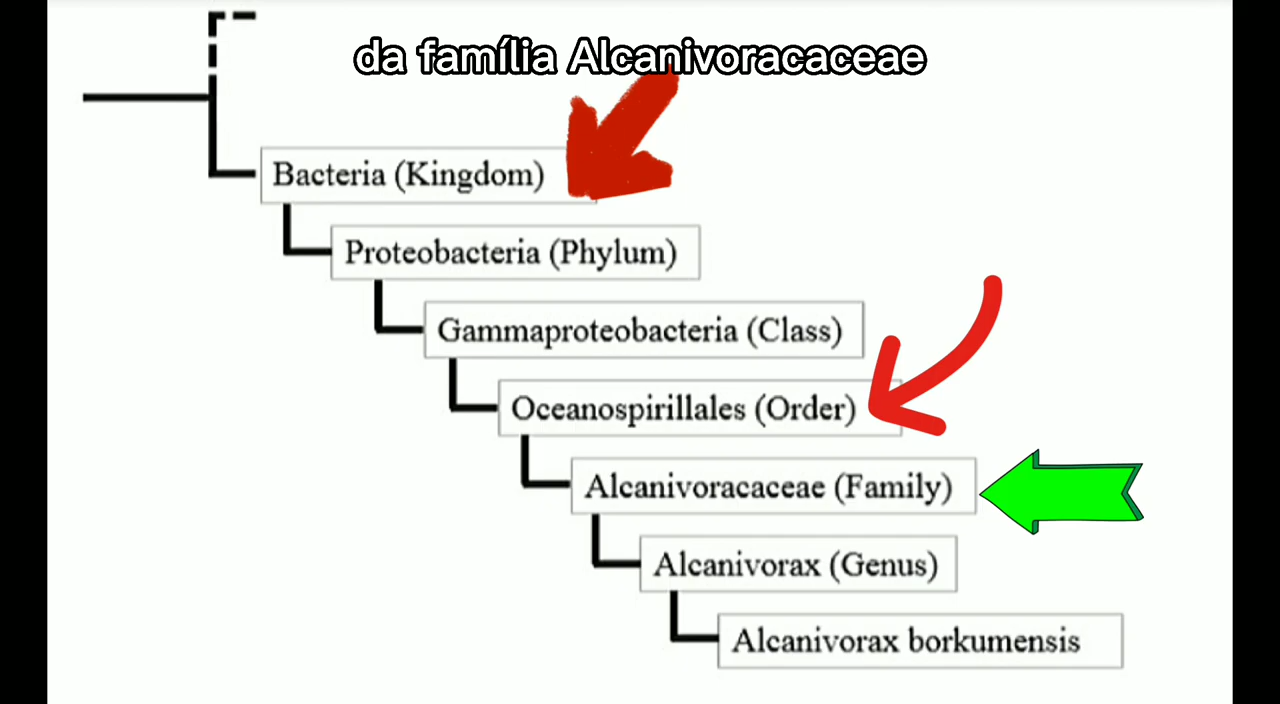 da família Alcanivoracaceae
Bacteria (Kingdom)
Proteobacteria (Phylum)
Gammaproteobacteria (Class)
Oceanospirillales (Order)
Alcanivoracaceae (Family)
Alcanivorax (Genus)
Alcanivorax borkumensis